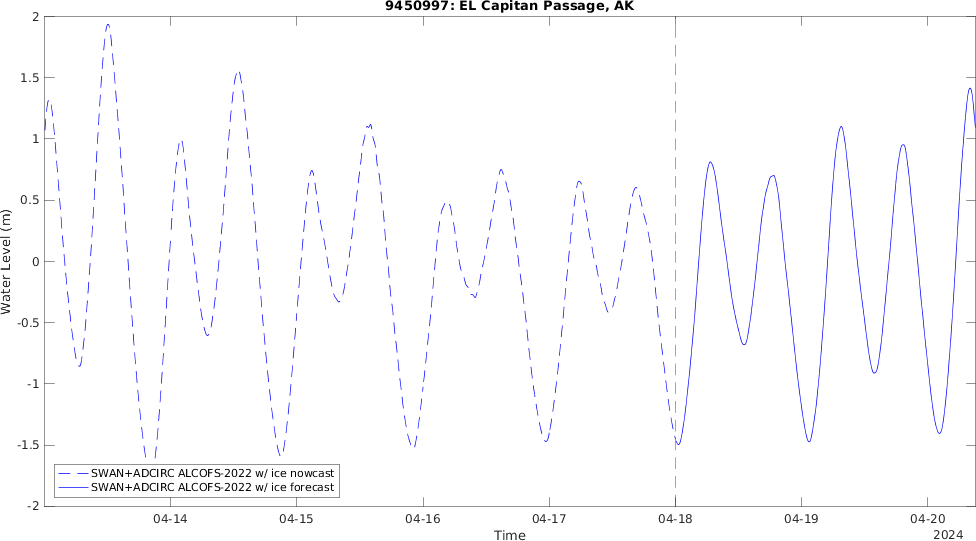 9450997: EL Capitan Passage, AK
2
1.5
1
0.5
0
-0.5
-1
-1.5
-2
Water Level (m)
SWAN+ADCIRC ALCOFS-2022 w/ ice nowcast
SWAN+ADCIRC ALCOFS-2022 w/ ice forecast
04-14 04-15 04-16 04-17 04-18 04-19 04-20
Time
2024